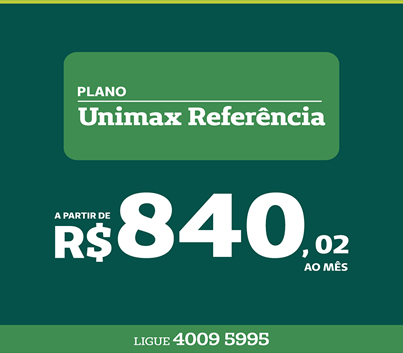 PLANO
Unimax Referência
A PARTIR DE
R$840,02
AO MÊS
LIGUE 4009 5995